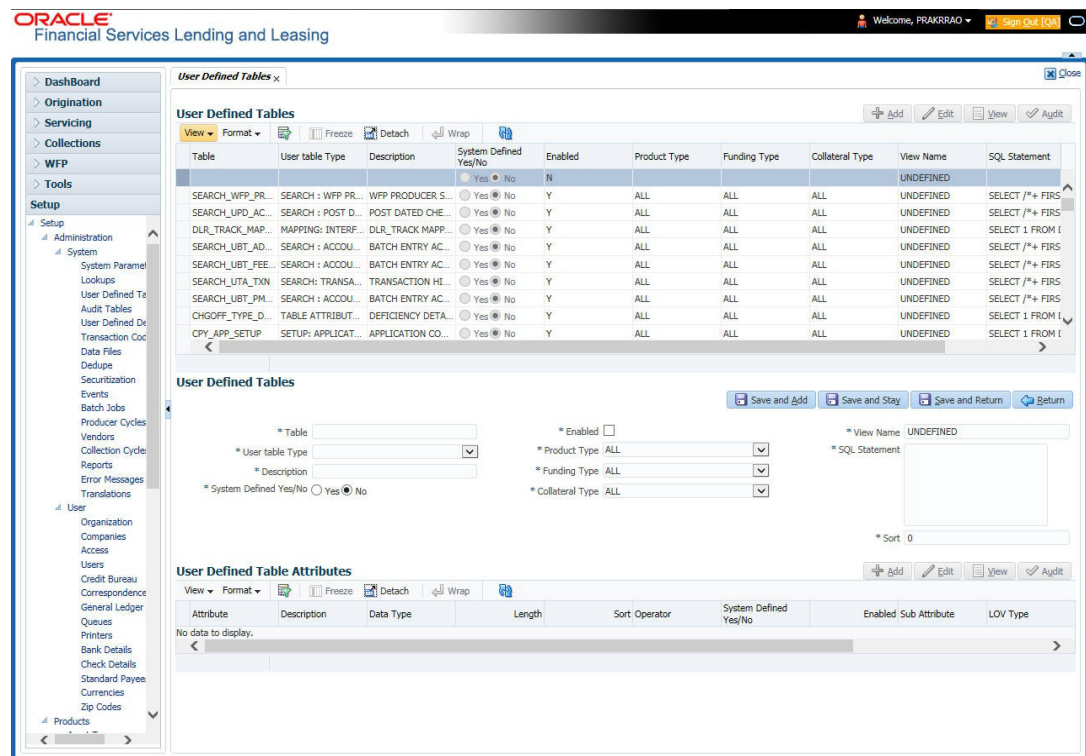 ORACLE
Financial Services Lending and Leasing
Welcome, PRAKRRAO
Sign Out [QA]
DashBoard
Origination
Servicing
Collections
WFP
Tools
Setup
Setup
Administration
System
System Paramet
Lookups
User Defined Ta
Audit Tables
User Defined De
Transaction Cod
Data Files
Dedupe
Securitization
Events
Batch Jobs
Producer Cycles
Vendors
Collection Cycles
Reports
Error Messages
Translations
User
Organization
Companies
Access
Users
Credit Bureau
Correspondence
General Ledger
Queues
Printers
Bank Details
Check Details
Standard Payee
Currencies
Zip Codes
Products
User Defined Tables
Close
User Defined Tables
Add Edit View Audit
View Format Freeze Detach Wrap
Table User table Type Description System Defined Yes/No Enabled Product Type Funding Type Collateral Type View Name SQL Statement
Yes No N UNDEFINED
SEARCH_WFP_PR... SEARCH : WFP PR... WFP PRODUCER S... Yes No Y ALL ALL ALL UNDEFINED SELECT /*+ FIRS
SEARCH_UPD_AC... SEARCH : POST D... POST DATED CHE... Yes No Y ALL ALL ALL UNDEFINED SELECT /*+ FIRS
DLR_TRACK_MAP... MAPPING: INTERF... DLR_TRACK MAPP... Yes No Y ALL ALL ALL UNDEFINED SELECT 1 FROM D
SEARCH_UBT_AD... SEARCH : ACCOU... BATCH ENTRY AC... Yes No Y ALL ALL ALL UNDEFINED SELECT /*+ FIRS
SEARCH_UBT_FEE... SEARCH : ACCOU... BATCH ENTRY AC... Yes No Y ALL ALL ALL UNDEFINED SELECT /*+ FIRS
SEARCH_UTA_TXN SEARCH: TRANSA... TRANSACTION HI... Yes No Y ALL ALL ALL UNDEFINED SELECT /*+ FIRS
SEARCH_UBT_PM... SEARCH : ACCOU... BATCH ENTRY AC... Yes No Y ALL ALL ALL UNDEFINED SELECT /*+ FIRS
CHGOFF_TYPE_D... TABLE ATTRIBUT... DEFICIENCY DETA... Yes No Y ALL ALL ALL UNDEFINED SELECT 1 FROM D
CPY_APP_SETUP SETUP: APPLICAT... APPLICATION CO... Yes No Y ALL ALL ALL UNDEFINED SELECT 1 FROM D
User Defined Tables
Save and Add Save and Stay Save and Return Return
* Table
* User table Type
* Description
* System Defined Yes/No Yes No
* Enabled
* Product Type ALL
* Funding Type ALL
* Collateral Type ALL
* View Name UNDEFINED
* SQL Statement
* Sort 0
User Defined Table Attributes
Add Edit View Audit
View Format Freeze Detach Wrap
Attribute Description Data Type Length Sort Operator System Defined Yes/No Enabled Sub Attribute LOV Type
No data to display.